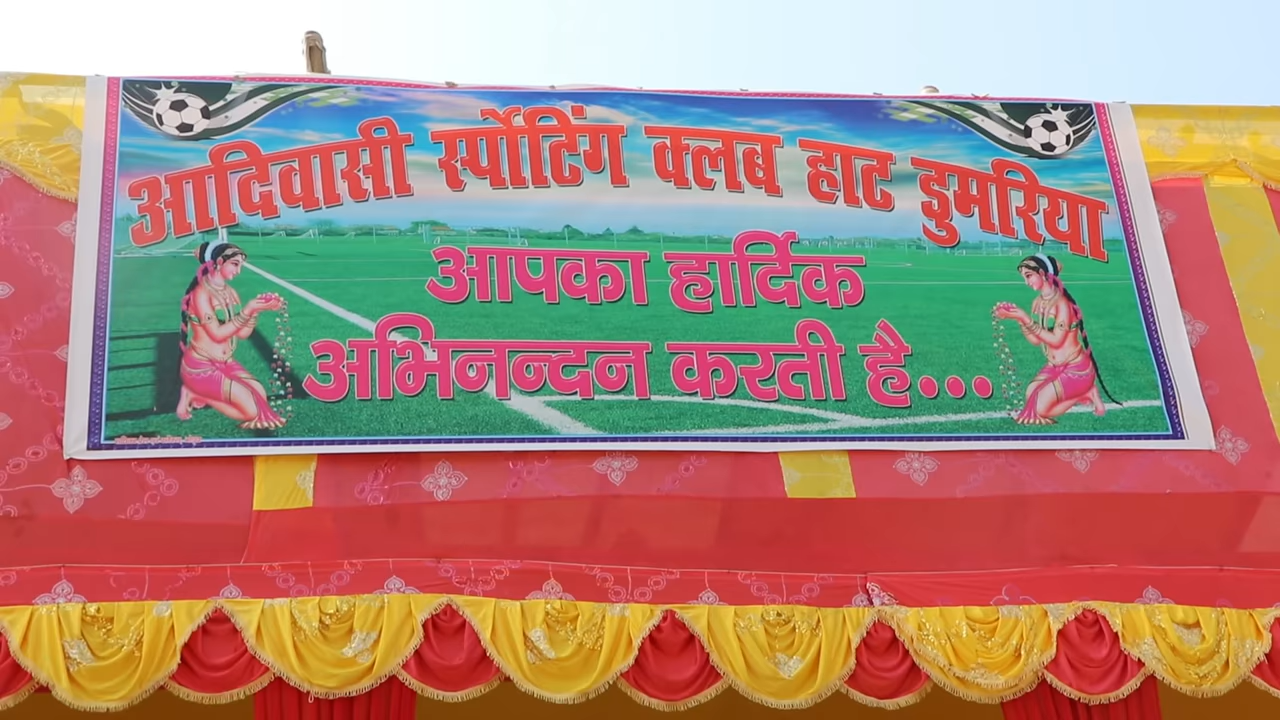 आदिवासी स्र्पोटिंग क्लब हाट डुमरिया
आपका हार्दिक
अभिनन्दन करती है...